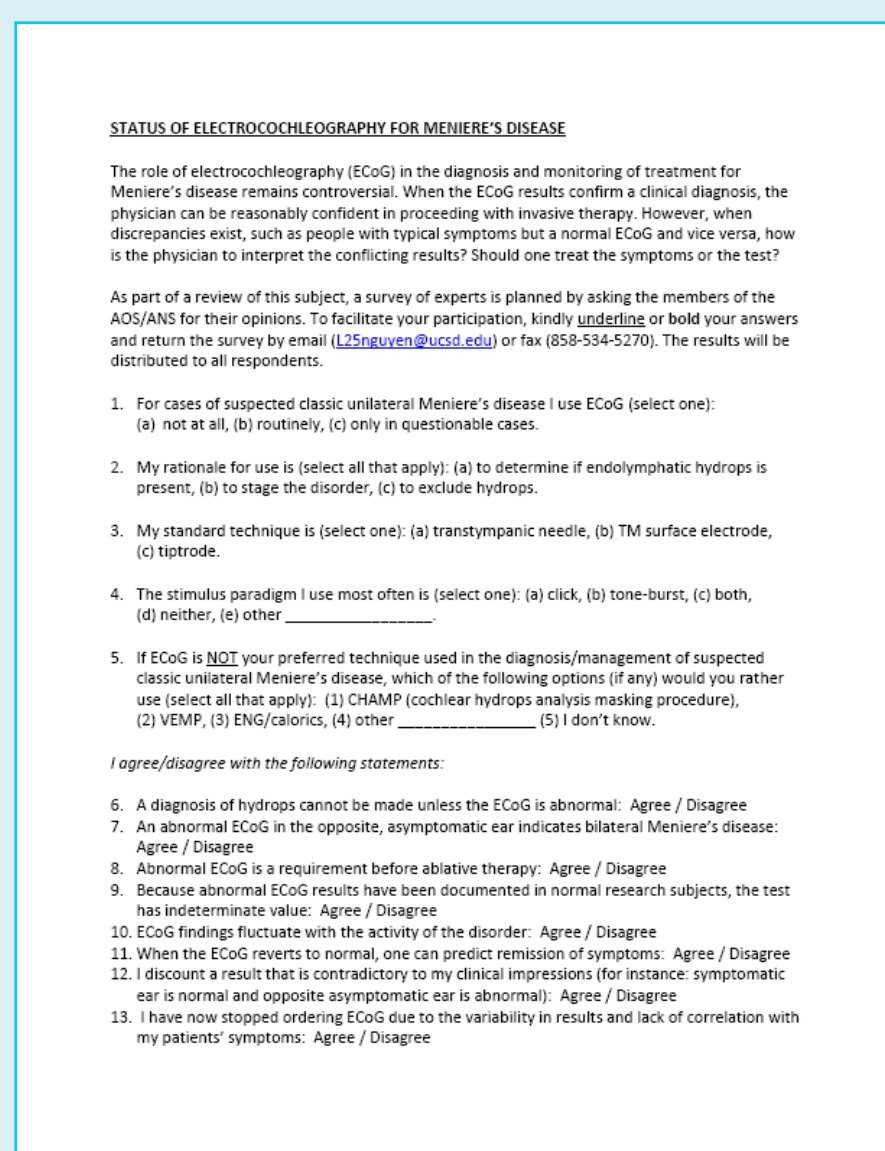 STATUS OF ELECTROCOCHLEOGRAPHY FOR MENIERE'S DISEASE
The role of electrocochleography (ECoG) in the diagnosis and monitoring of treatment for
Meniere's disease remains controversial. When the ECoG results confirm a clinical diagnosis, the
physician can be reasonably confident in proceeding with invasive therapy. However, when
discrepancies exist, such as people with typical symptoms but a normal ECoG and vice versa, how
is the physician to interpret the conflicting results? Should one treat the symptoms or the test?
As part of a review of this subject, a survey of experts is planned by asking the members of the
AOS/ANS for their opinions. To facilitate your participation, kindly underline or bold your answers
and return the survey by email (L25nguyen@ucsd.edu) or fax (858-534-5270). The results will be
distributed to all respondents.
1. For cases of suspected classic unilateral Meniere's disease I use ECoG (select one):
(a) not at all, (b) routinely, (c) only in questionable cases.
2. My rationale for use is (select all that apply): (a) to determine if endolymphatic hydrops is
present, (b) to stage the disorder, (c) to exclude hydrops.
3. My standard technique is (select one): (a) transtympanic needle, (b) TM surface electrode,
(c) tiptrode.
4. The stimulus paradigm I use most often is (select one): (a) click, (b) tone-burst, (c) both,
(d) neither, (e) other _________________.
5. If ECoG is NOT your preferred technique used in the diagnosis/management of suspected
classic unilateral Meniere's disease, which of the following options (if any) would you rather
use (select all that apply): (1) CHAMP (cochlear hydrops analysis masking procedure),
(2) VEMP, (3) ENG/calorics, (4) other ________________ (5) I don't know.
I agree/disagree with the following statements:
6. A diagnosis of hydrops cannot be made unless the ECoG is abnormal: Agree / Disagree
7. An abnormal ECoG in the opposite, asymptomatic ear indicates bilateral Meniere's disease:
Agree / Disagree
8. Abnormal ECoG is a requirement before ablative therapy: Agree / Disagree
9. Because abnormal ECoG results have been documented in normal research subjects, the test
has indeterminate value: Agree / Disagree
10. ECoG findings fluctuate with the activity of the disorder: Agree / Disagree
11. When the ECoG reverts to normal, one can predict remission of symptoms: Agree / Disagree
12. I discount a result that is contradictory to my clinical impressions (for instance: symptomatic
ear is normal and opposite asymptomatic ear is abnormal): Agree / Disagree
13. I have now stopped ordering ECoG due to the variability in results and lack of correlation with
my patients' symptoms: Agree / Disagree